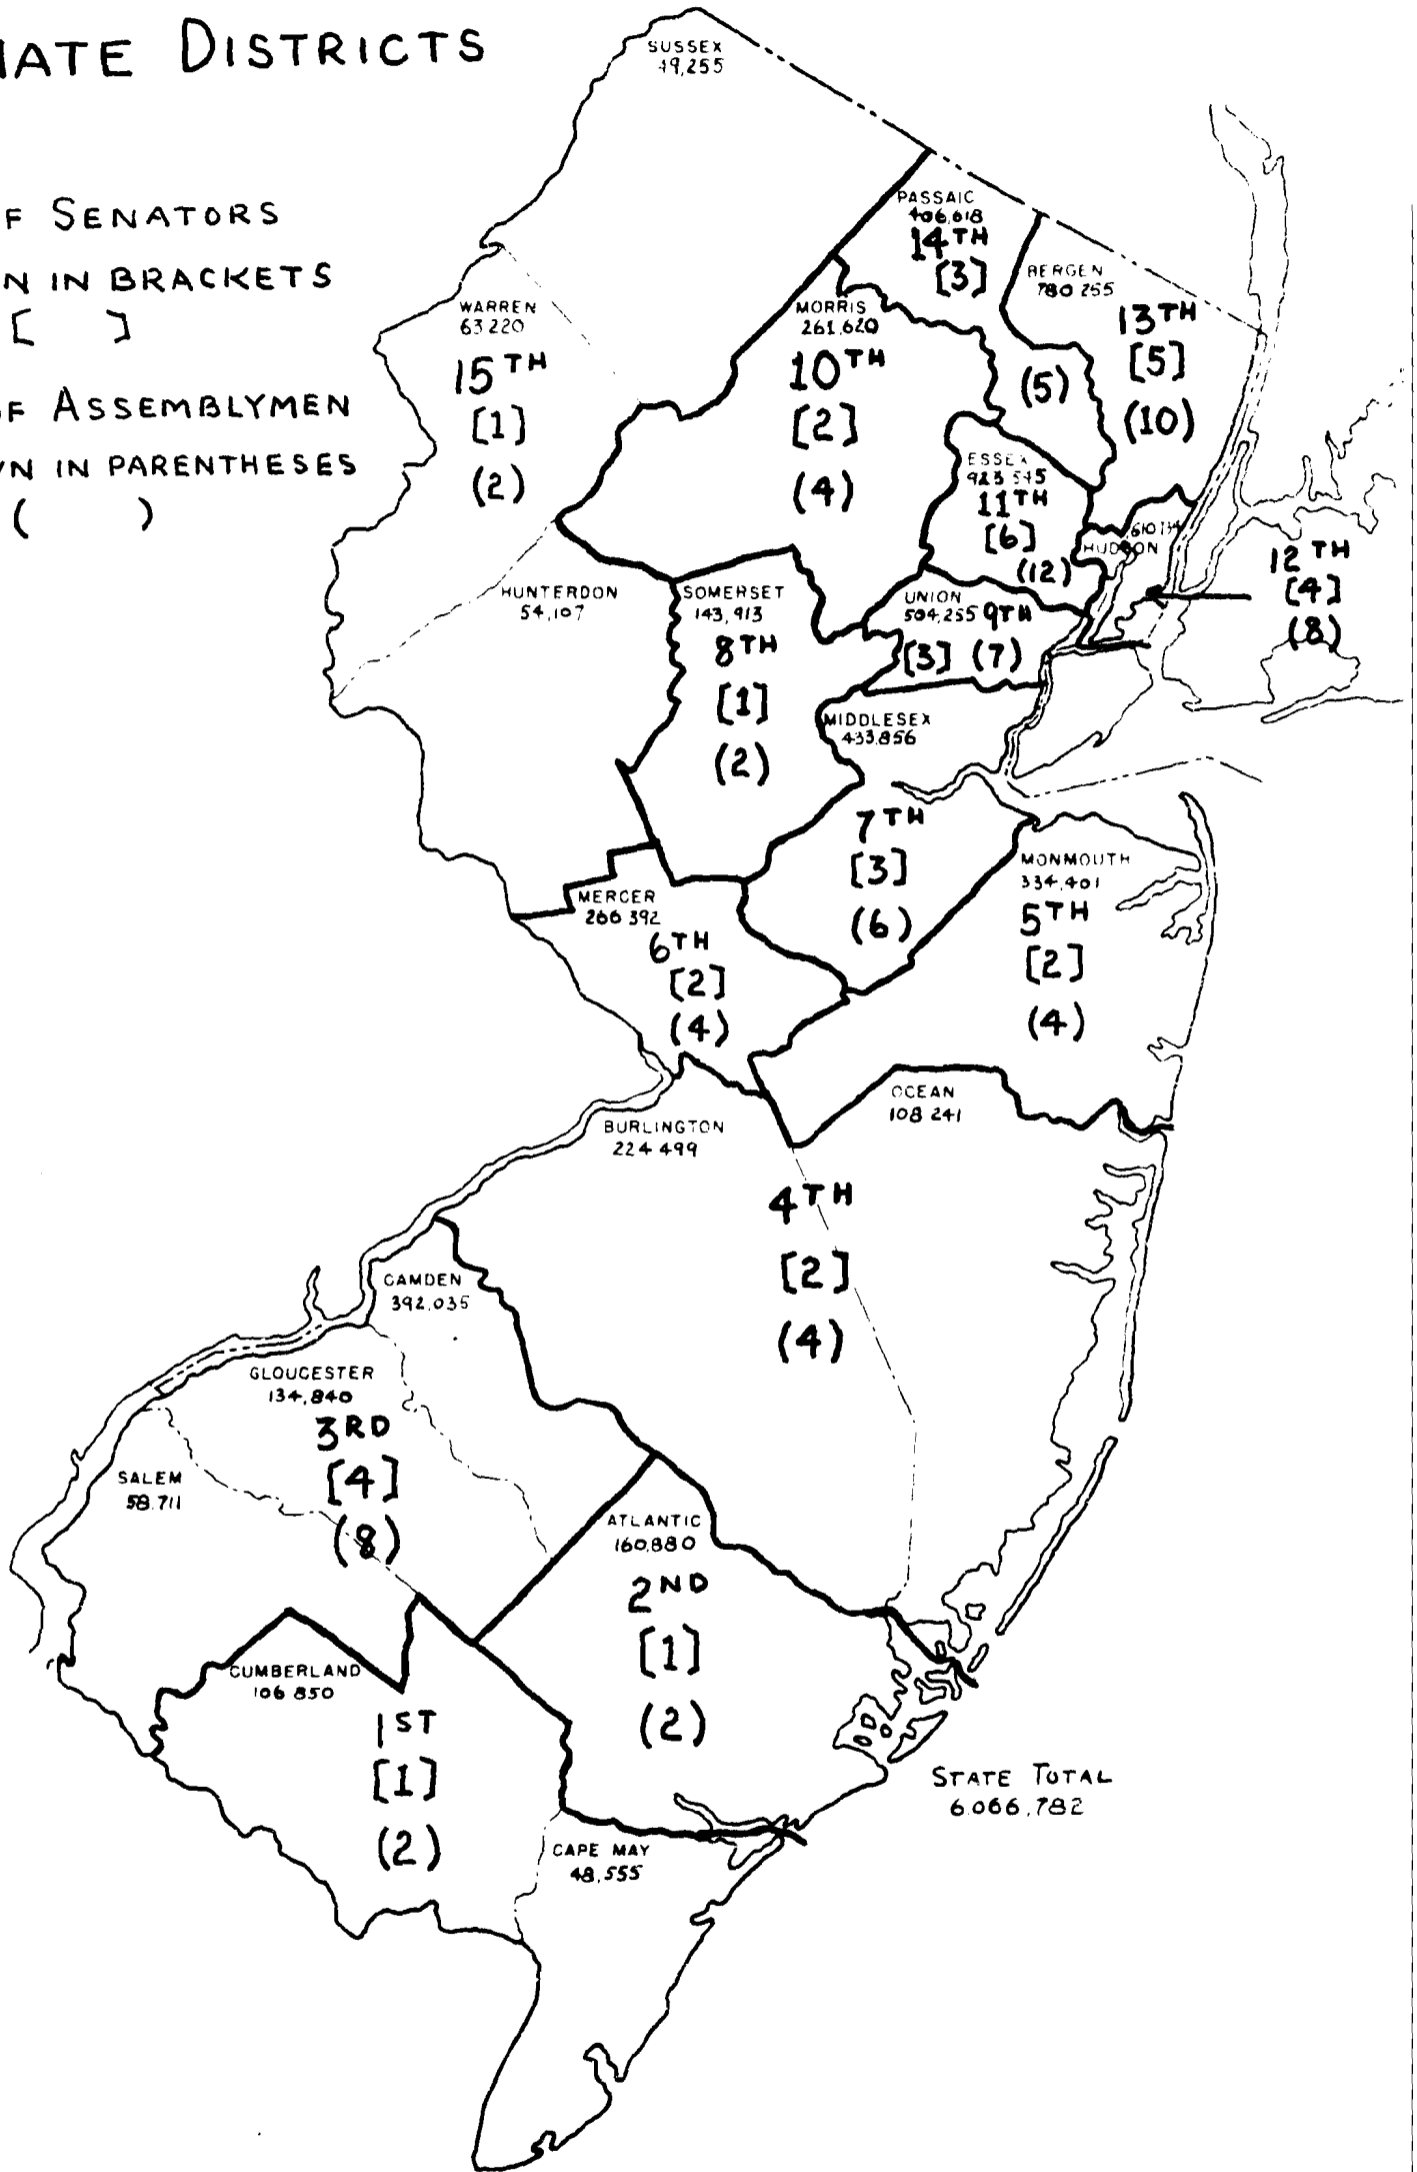 NATE DISTRICTS
F SENATORS
N IN BRACKETS
[ ]
OF ASSEMBLYMEN
WN IN PARENTHESES
( )
SUSSEX
49,255
PASSAIC
406,618
14TH
[3]
(5)
BERGEN
780 255
13TH
[5]
(10)
WARREN
63 220
15TH
[1]
(2)
MORRIS
261,620
10TH
[2]
(4)
ESSEX
923 545
11TH
[6]
(12)
610 734
HUDSON
12TH
[4]
(8)
HUNTERDON
54,107
SOMERSET
143,913
8TH
[1]
(2)
UNION
504,255 9TH
[3] (7)
MIDDLESEX
433,856
7TH
[3]
(6)
MONMOUTH
334,401
5TH
[2]
(4)
MERCER
266 392
6TH
[2]
(4)
OCEAN
108 241
BURLINGTON
224 499
4TH
[2]
(4)
CAMDEN
392,035
GLOUCESTER
134,840
3RD
[4]
(8)
SALEM
58.711
ATLANTIC
160,880
2ND
[1]
(2)
CUMBERLAND
106 850
1ST
[1]
(2)
CAPE MAY
48,555
STATE TOTAL
6.066,782